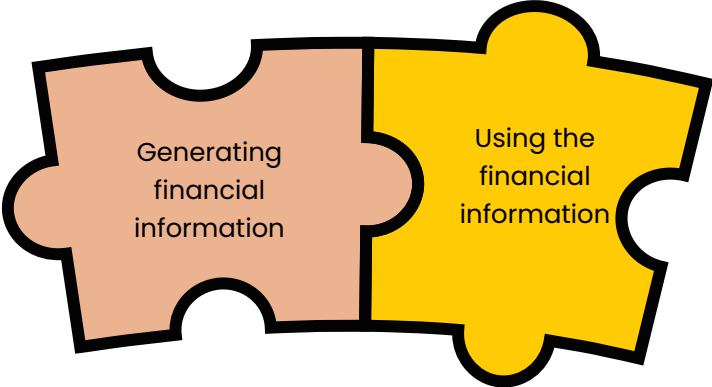 Generating
financial
information
Using the
financial
information